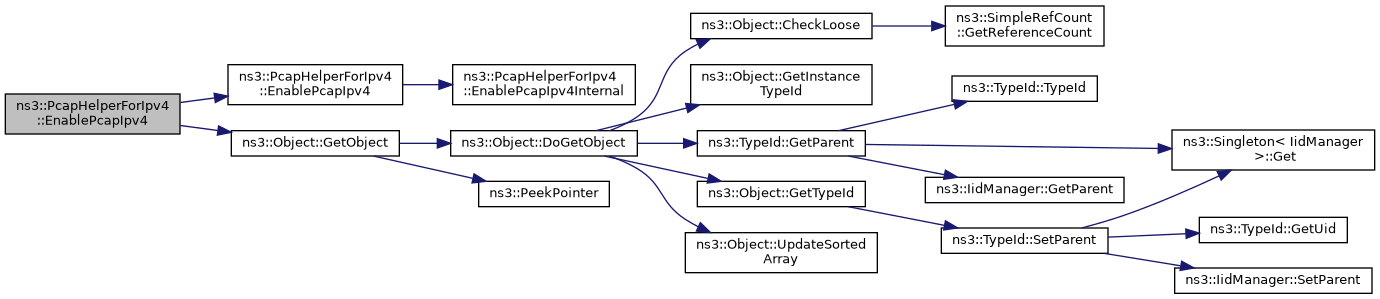 ns3::PcapHelperForIpv4
::EnablePcapIpv4
ns3::PcapHelperForIpv4
::EnablePcapIpv4
ns3::PcapHelperForIpv4
::EnablePcapIpv4Internal
ns3::Object::GetObject
ns3::Object::DoGetObject
ns3::PeekPointer
ns3::Object::CheckLoose
ns3::SimpleRefCount
::GetReferenceCount
ns3::Object::GetInstance
TypeId
ns3::TypeId::GetParent
ns3::TypeId::TypeId
ns3::Singleton< IidManager
>::Get
ns3::IidManager::GetParent
ns3::Object::GetTypeId
ns3::TypeId::SetParent
ns3::TypeId::GetUid
ns3::IidManager::SetParent
ns3::Object::UpdateSorted
Array